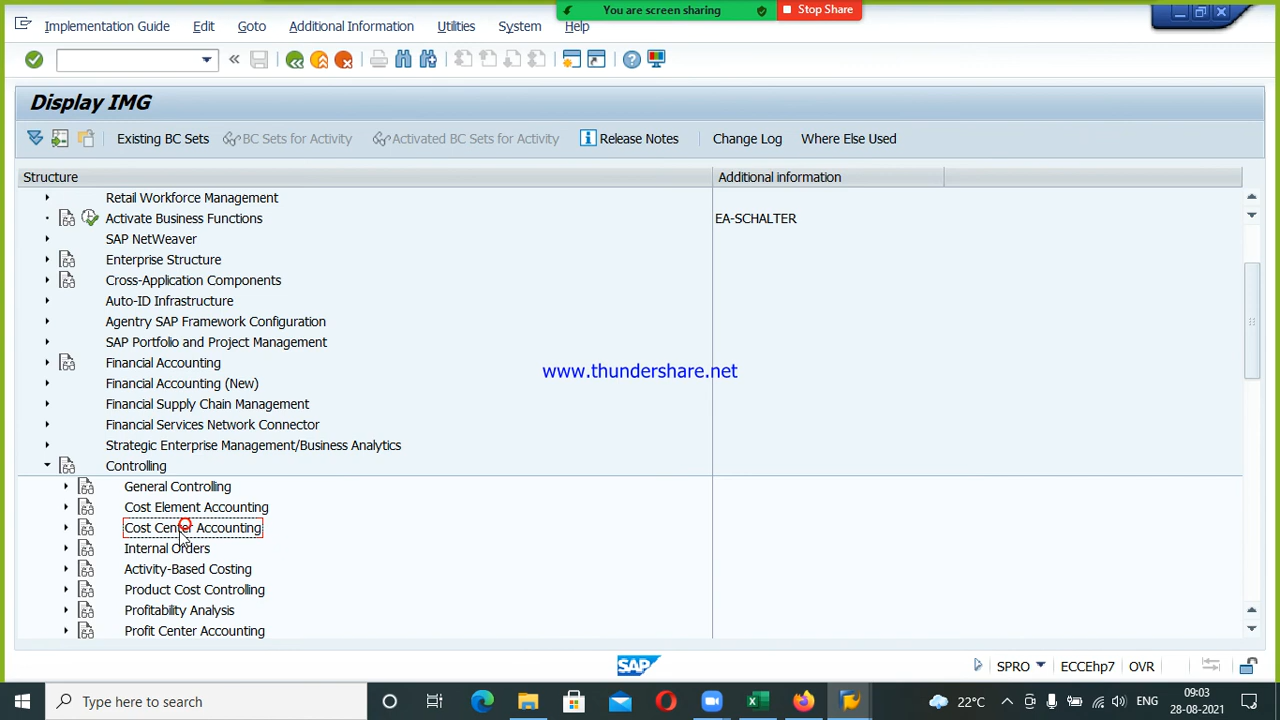 You are screen sharing
Stop Share
Implementation Guide Edit Goto Additional Information Utilities System Help
Display IMG
Existing BC Sets BC Sets for Activity Activated BC Sets for Activity Release Notes Change Log Where Else Used
Structure Additional information
Retail Workforce Management
Activate Business Functions EA-SCHALTER
SAP NetWeaver
Enterprise Structure
Cross-Application Components
Auto-ID Infrastructure
Agentry SAP Framework Configuration
SAP Portfolio and Project Management
Financial Accounting
www.thundershare.net
Financial Accounting (New)
Financial Supply Chain Management
Financial Services Network Connector
Strategic Enterprise Management/Business Analytics
Controlling
General Controlling
Cost Element Accounting
Cost Center Accounting
Internal Orders
Activity-Based Costing
Product Cost Controlling
Profitability Analysis
Profit Center Accounting
SAP SPRO ECCEhp7 OVR
Type here to search 22°C ENG 09:03
28-08-2021